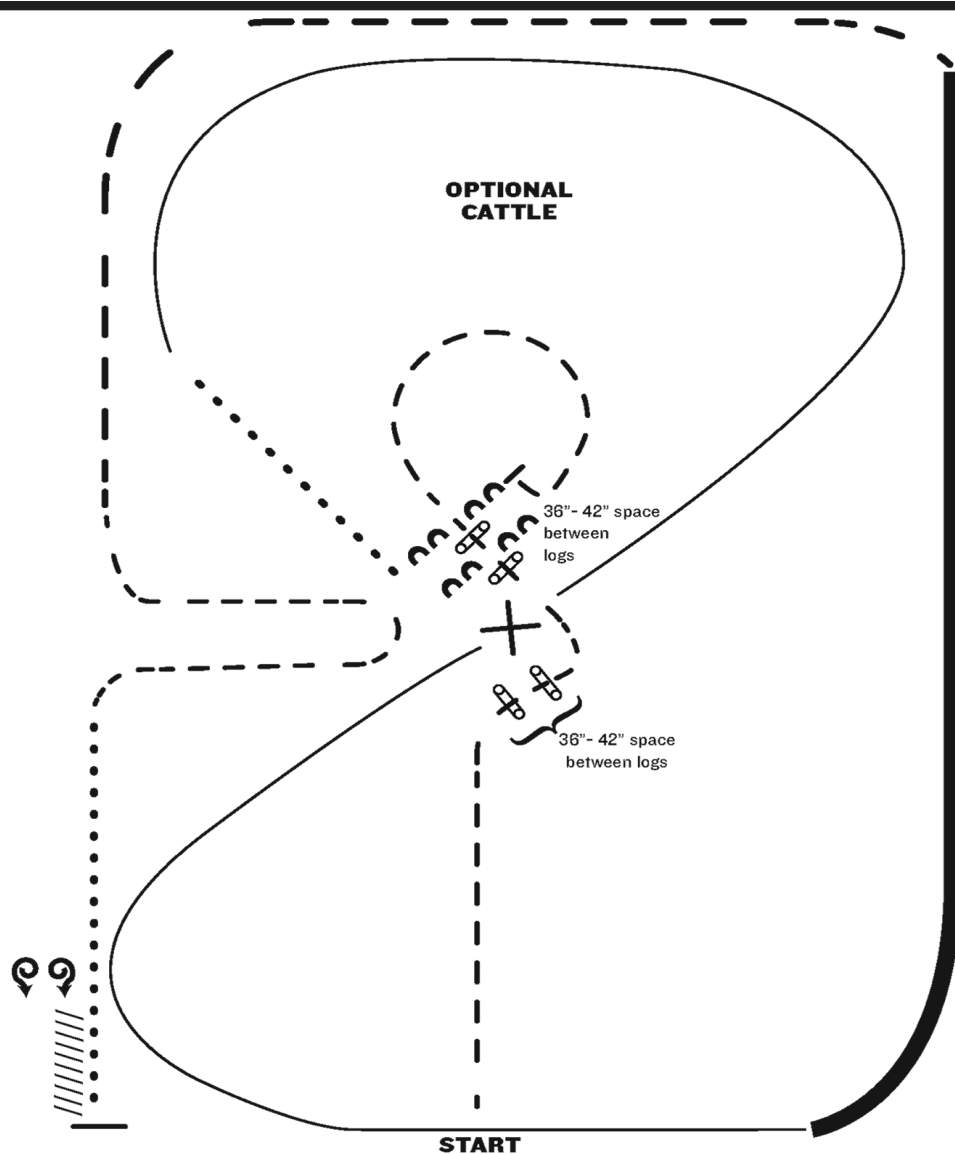 OPTIONAL
CATTLE
36”- 42” space
between
logs
36”- 42” space
between logs
START